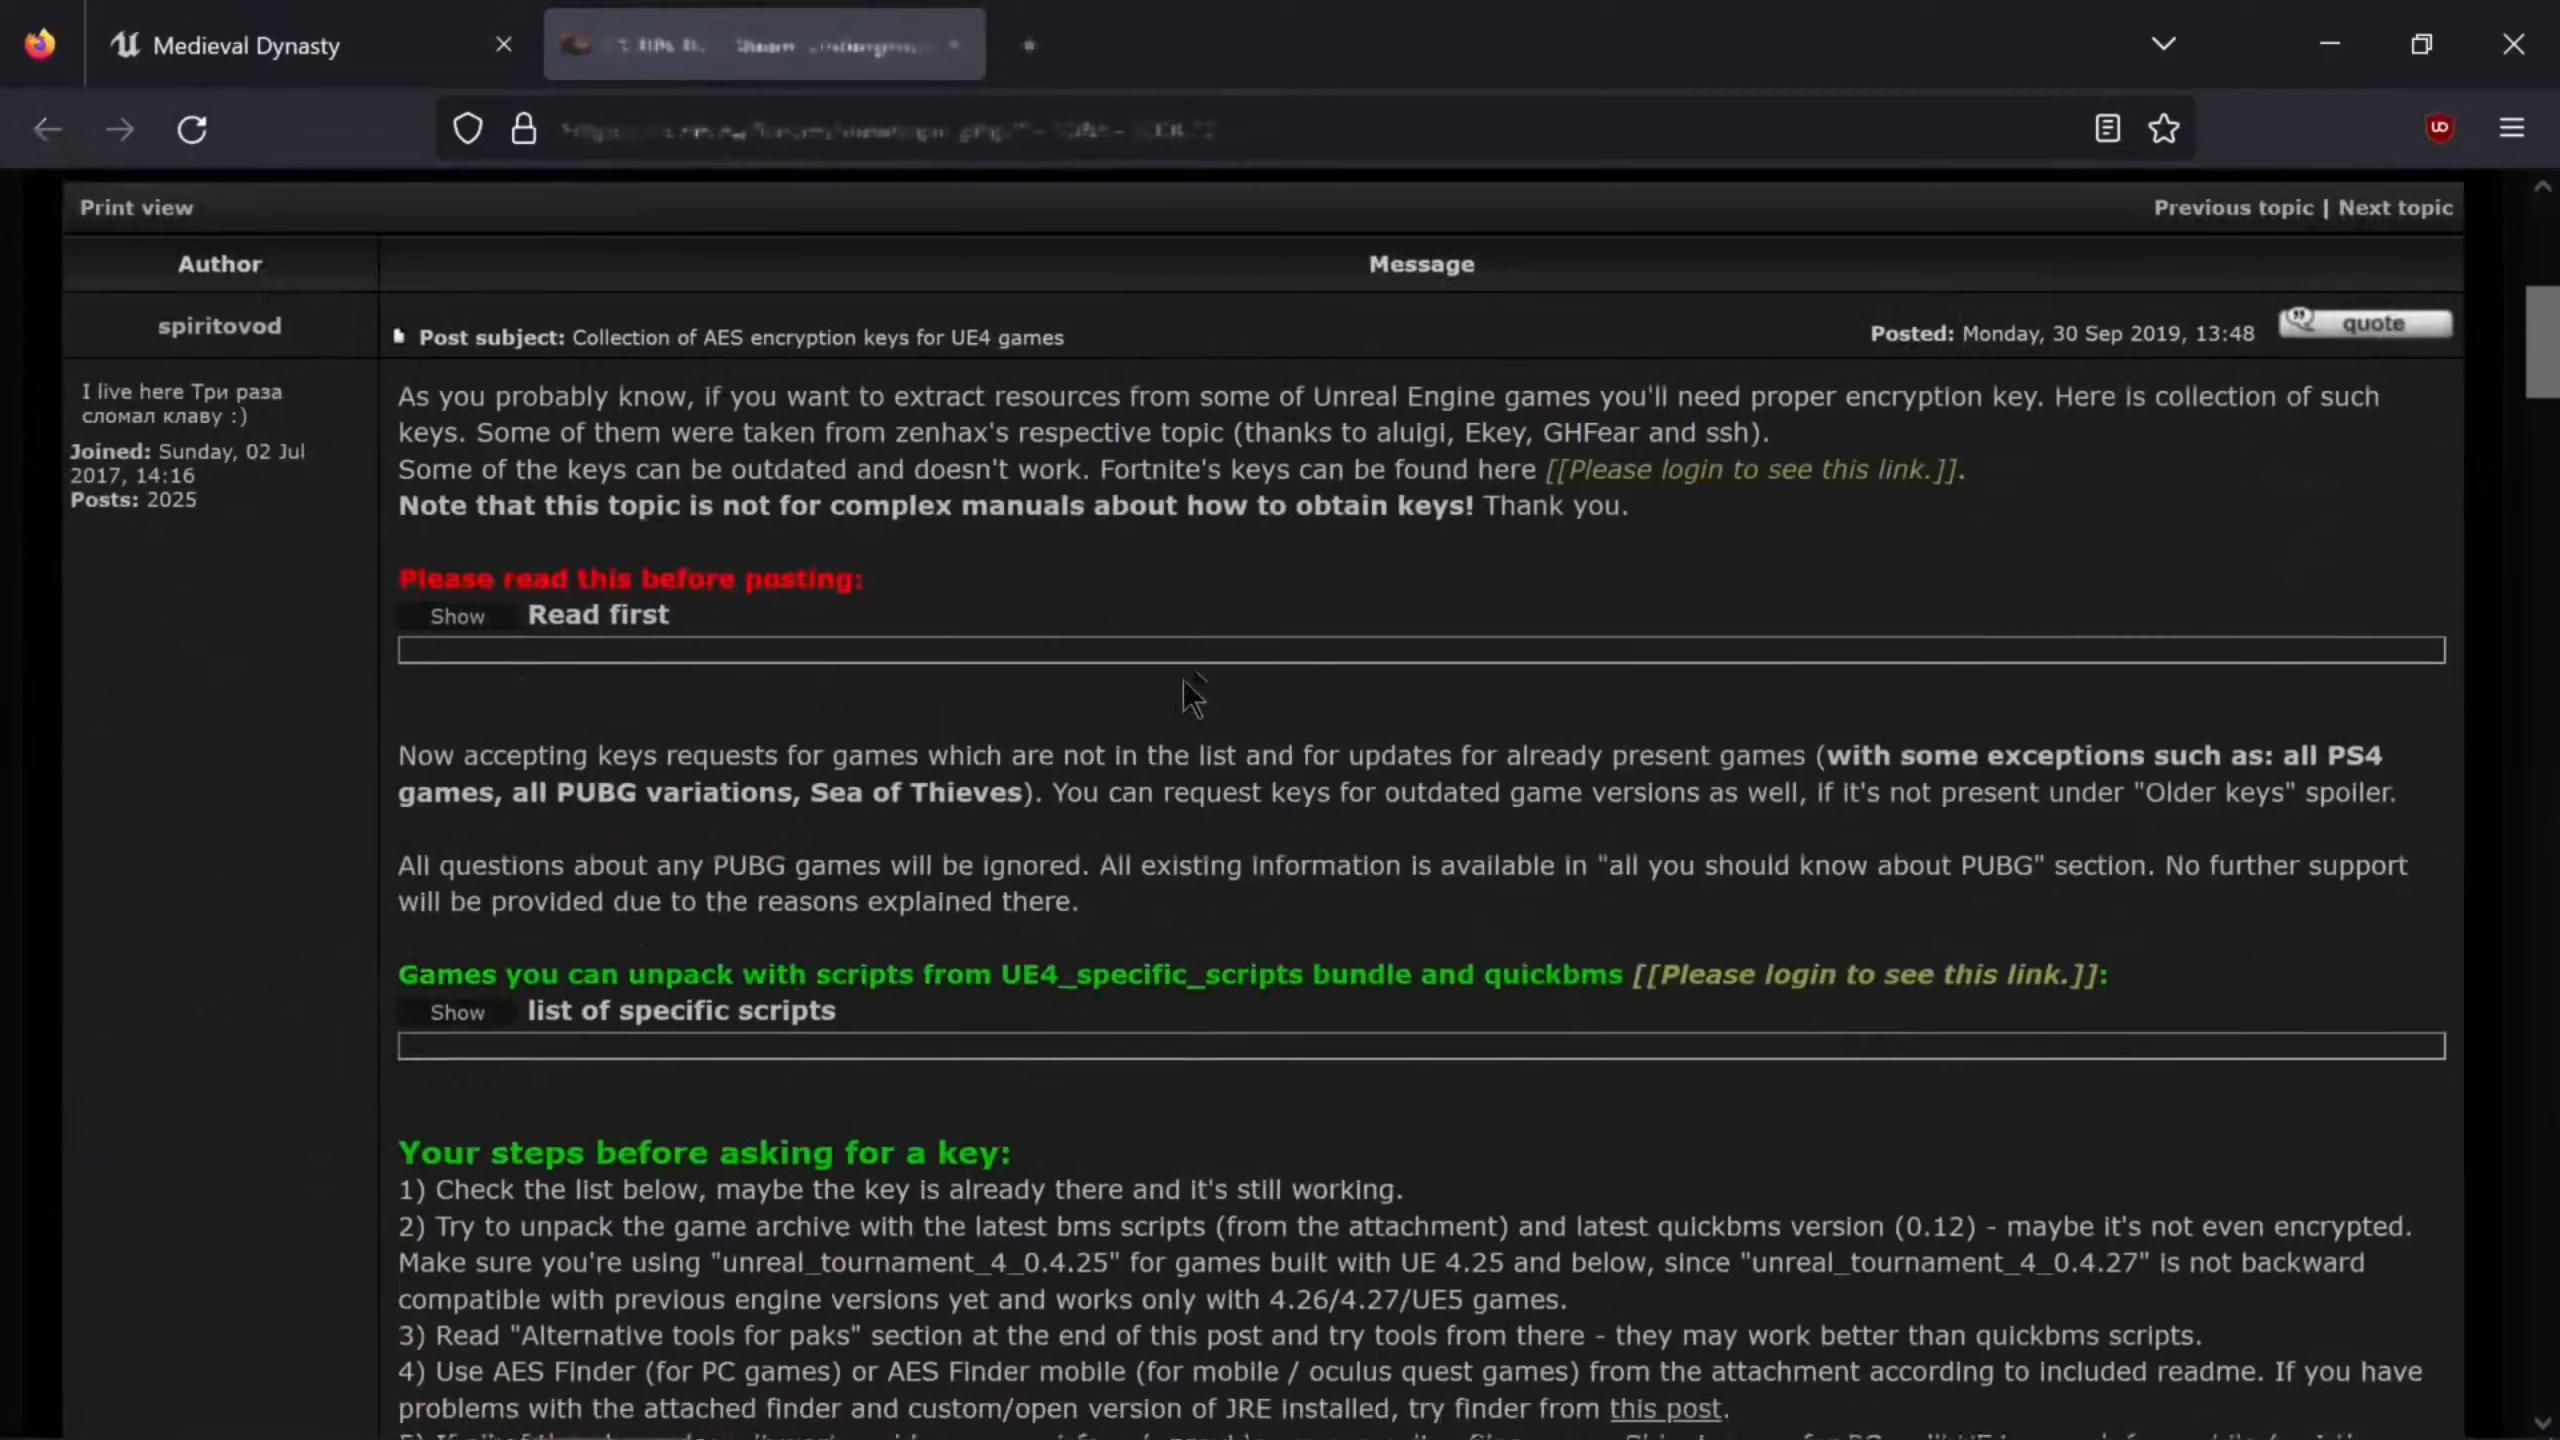 Medieval Dynasty
Print view
Previous topic | Next topic
Author
Message
spiritovod
Post subject: Collection of AES encryption keys for UE4 games
Posted: Monday, 30 Sep 2019, 13:48
quote
I live here Три раза
сломал клаву :)
Joined: Sunday, 02 Jul
2017, 14:16
Posts: 2025
As you probably know, if you want to extract resources from some of Unreal Engine games you'll need proper encryption key. Here is collection of such
keys. Some of them were taken from zenhax's respective topic (thanks to aluigi, Ekey, GHFear and ssh).
Some of the keys can be outdated and doesn't work. Fortnite's keys can be found here [[Please login to see this link.]].
Note that this topic is not for complex manuals about how to obtain keys! Thank you.
Please read this before posting:
Show Read first
Now accepting keys requests for games which are not in the list and for updates for already present games (with some exceptions such as: all PS4
games, all PUBG variations, Sea of Thieves). You can request keys for outdated game versions as well, if it's not present under "Older keys" spoiler.
All questions about any PUBG games will be ignored. All existing information is available in "all you should know about PUBG" section. No further support
will be provided due to the reasons explained there.
Games you can unpack with scripts from UE4_specific_scripts bundle and quickbms [[Please login to see this link.]]:
Show list of specific scripts
Your steps before asking for a key:
1) Check the list below, maybe the key is already there and it's still working.
2) Try to unpack the game archive with the latest bms scripts (from the attachment) and latest quickbms version (0.12) - maybe it's not even encrypted.
Make sure you're using "unreal_tournament_4_0.4.25" for games built with UE 4.25 and below, since "unreal_tournament_4_0.4.27" is not backward
compatible with previous engine versions yet and works only with 4.26/4.27/UE5 games.
3) Read "Alternative tools for paks" section at the end of this post and try tools from there - they may work better than quickbms scripts.
4) Use AES Finder (for PC games) or AES Finder mobile (for mobile / oculus quest games) from the attachment according to included readme. If you have
problems with the attached finder and custom/open version of JRE installed, try finder from this post.